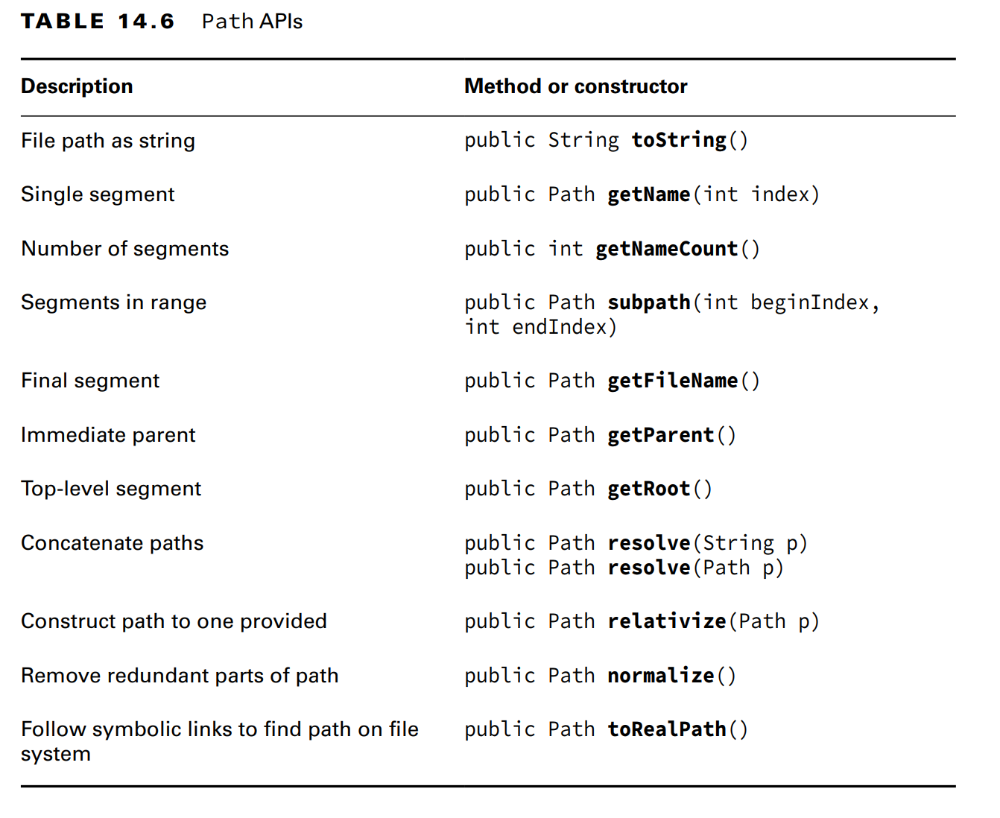 TABLE 14.6 Path APIs
Description Method or constructor
File path as string public String toString()
Single segment public Path getName(int index)
Number of segments public int getNameCount()
Segments in range public Path subpath(int beginIndex,
int endIndex)
Final segment public Path getFileName()
Immediate parent public Path getParent()
Top-level segment public Path getRoot()
Concatenate paths public Path resolve(String p)
public Path resolve(Path p)
Construct path to one provided public Path relativize(Path p)
Remove redundant parts of path public Path normalize()
Follow symbolic links to find path on file public Path toRealPath()
system